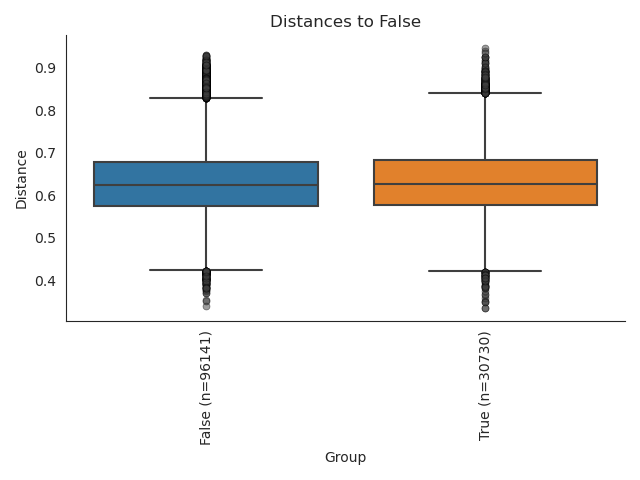 Distances to False
0.9
0.8
0.7
0.6
0.5
0.4
Distance
False (n=96141)
True (n=30730)
Group